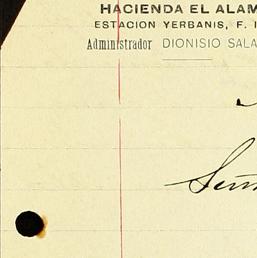 HACIENDA EL ALAM
ESTACION YERBANIS, F. I
Administrador DIONISIO SALA